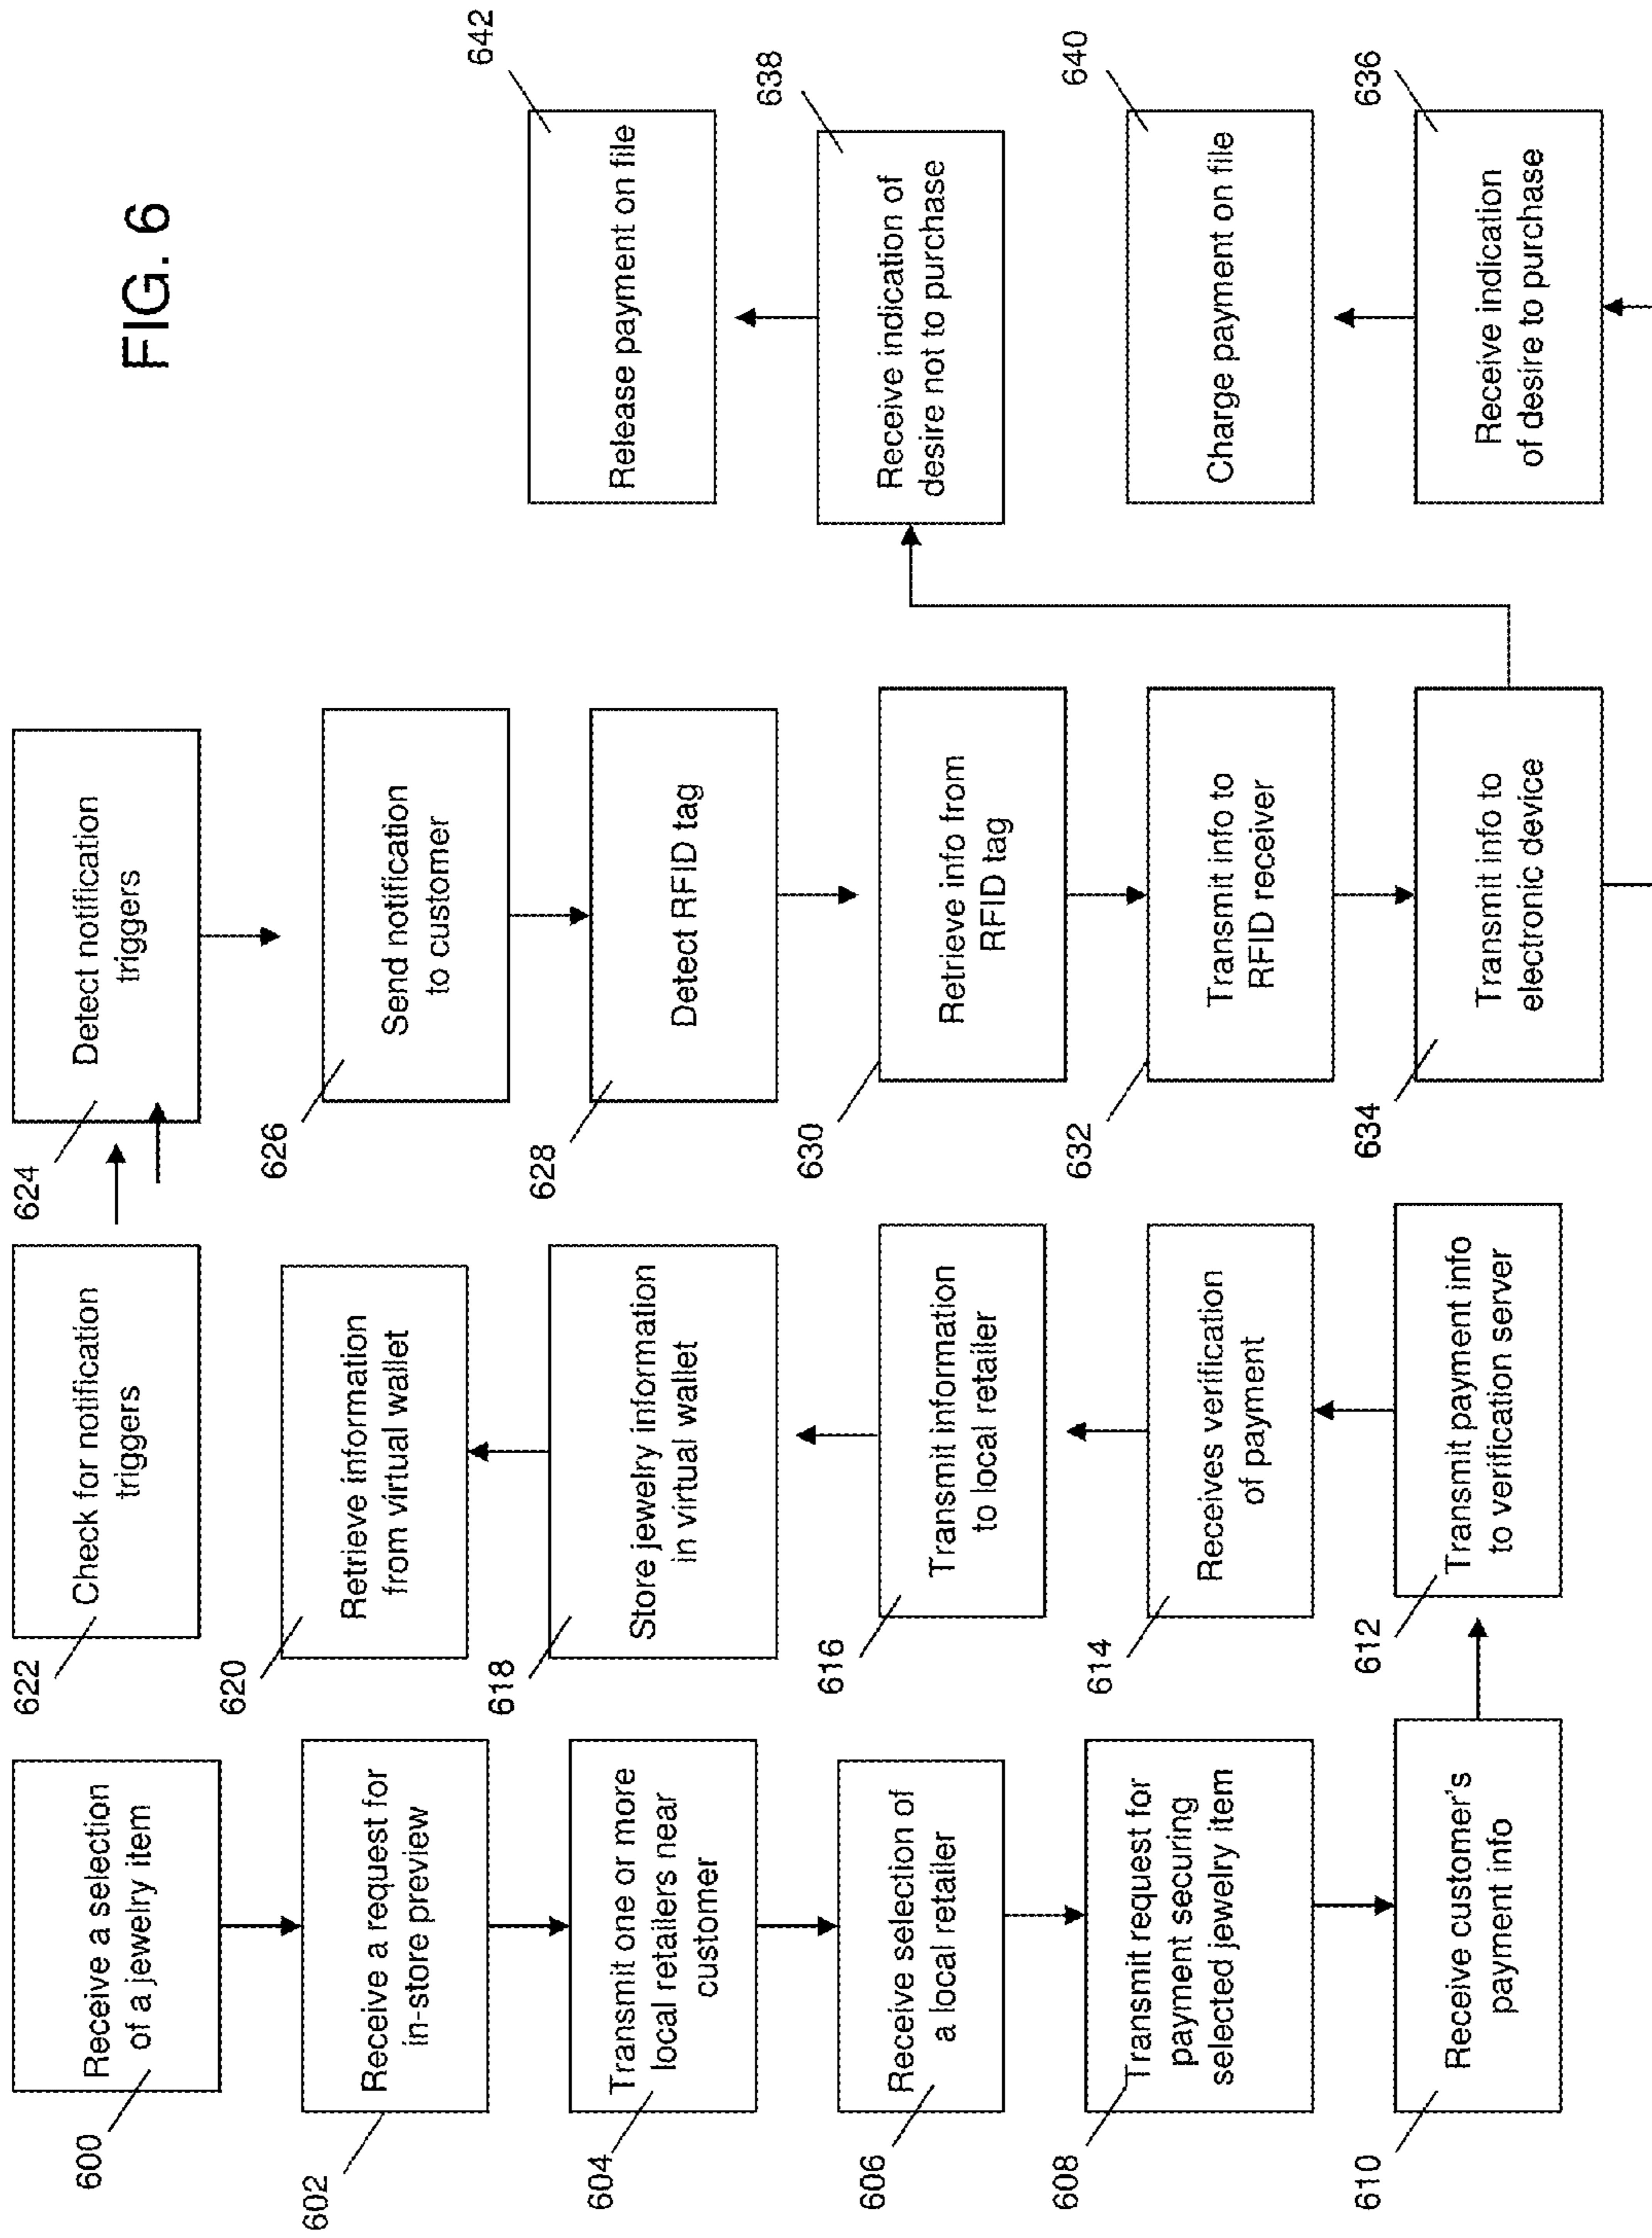 FIG. 6
600
Receive a selection
of a jewelry item
602
Receive a request for
in-store preview
604
Transmit one or more
local retailers near
customer
606
Receive selection of
a local retailer
608
Transmit request for
payment securing
selected jewelry item
610
Receive customer's
payment info
612
Transmit payment info
to verification server
614
Receives verification
of payment
616
Transmit information
to local retailer
618
Store jewelry information
in virtual wallet
620
Retrieve information
from virtual wallet
622
Check for notification
triggers
624
Detect notification
triggers
626
Send notification
to customer
628
Detect RFID tag
630
Retrieve info from
RFID tag
632
Transmit info to
RFID receiver
634
Transmit info to
electronic device
636
Receive indication
of desire to purchase
638
Receive indication of
desire not to purchase
640
Charge payment on file
642
Release payment on file